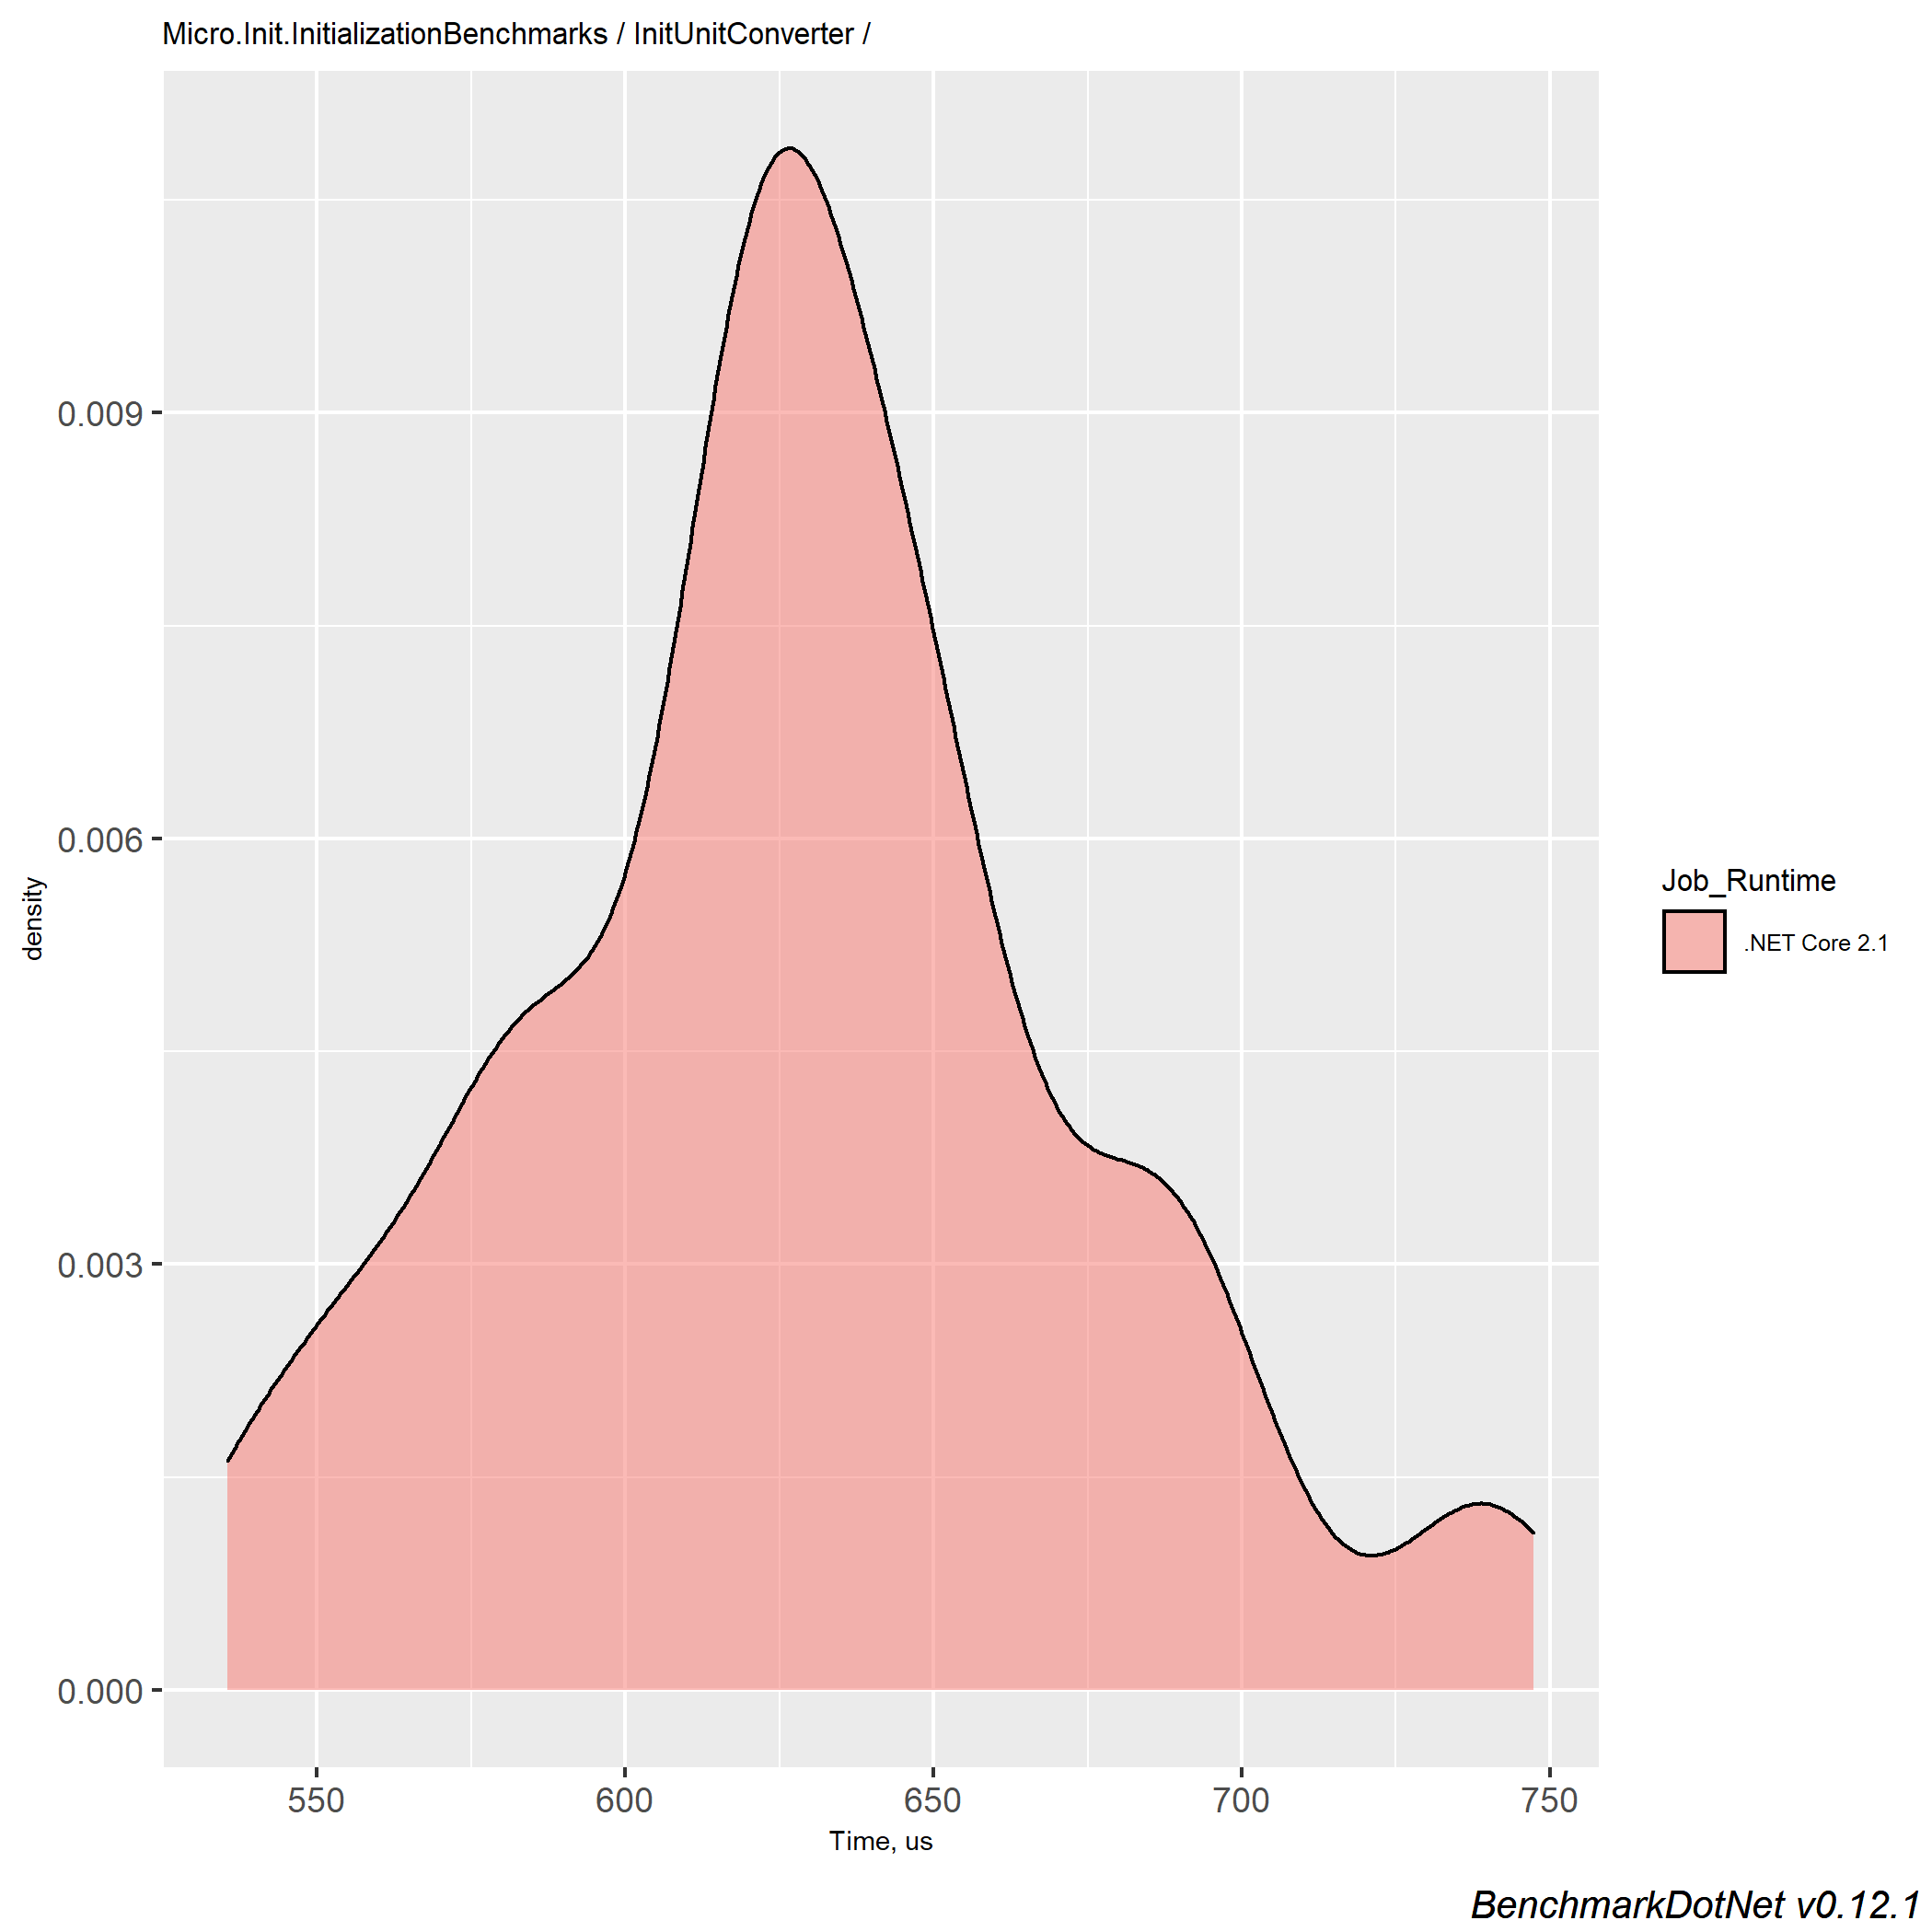 Micro.Init.InitializationBenchmarks / InitUnitConverter /
0.009
0.006
0.003
0.000
density
550 600 650 700 750
Time, us
Job_Runtime
.NET Core 2.1
BenchmarkDotNet v0.12.1